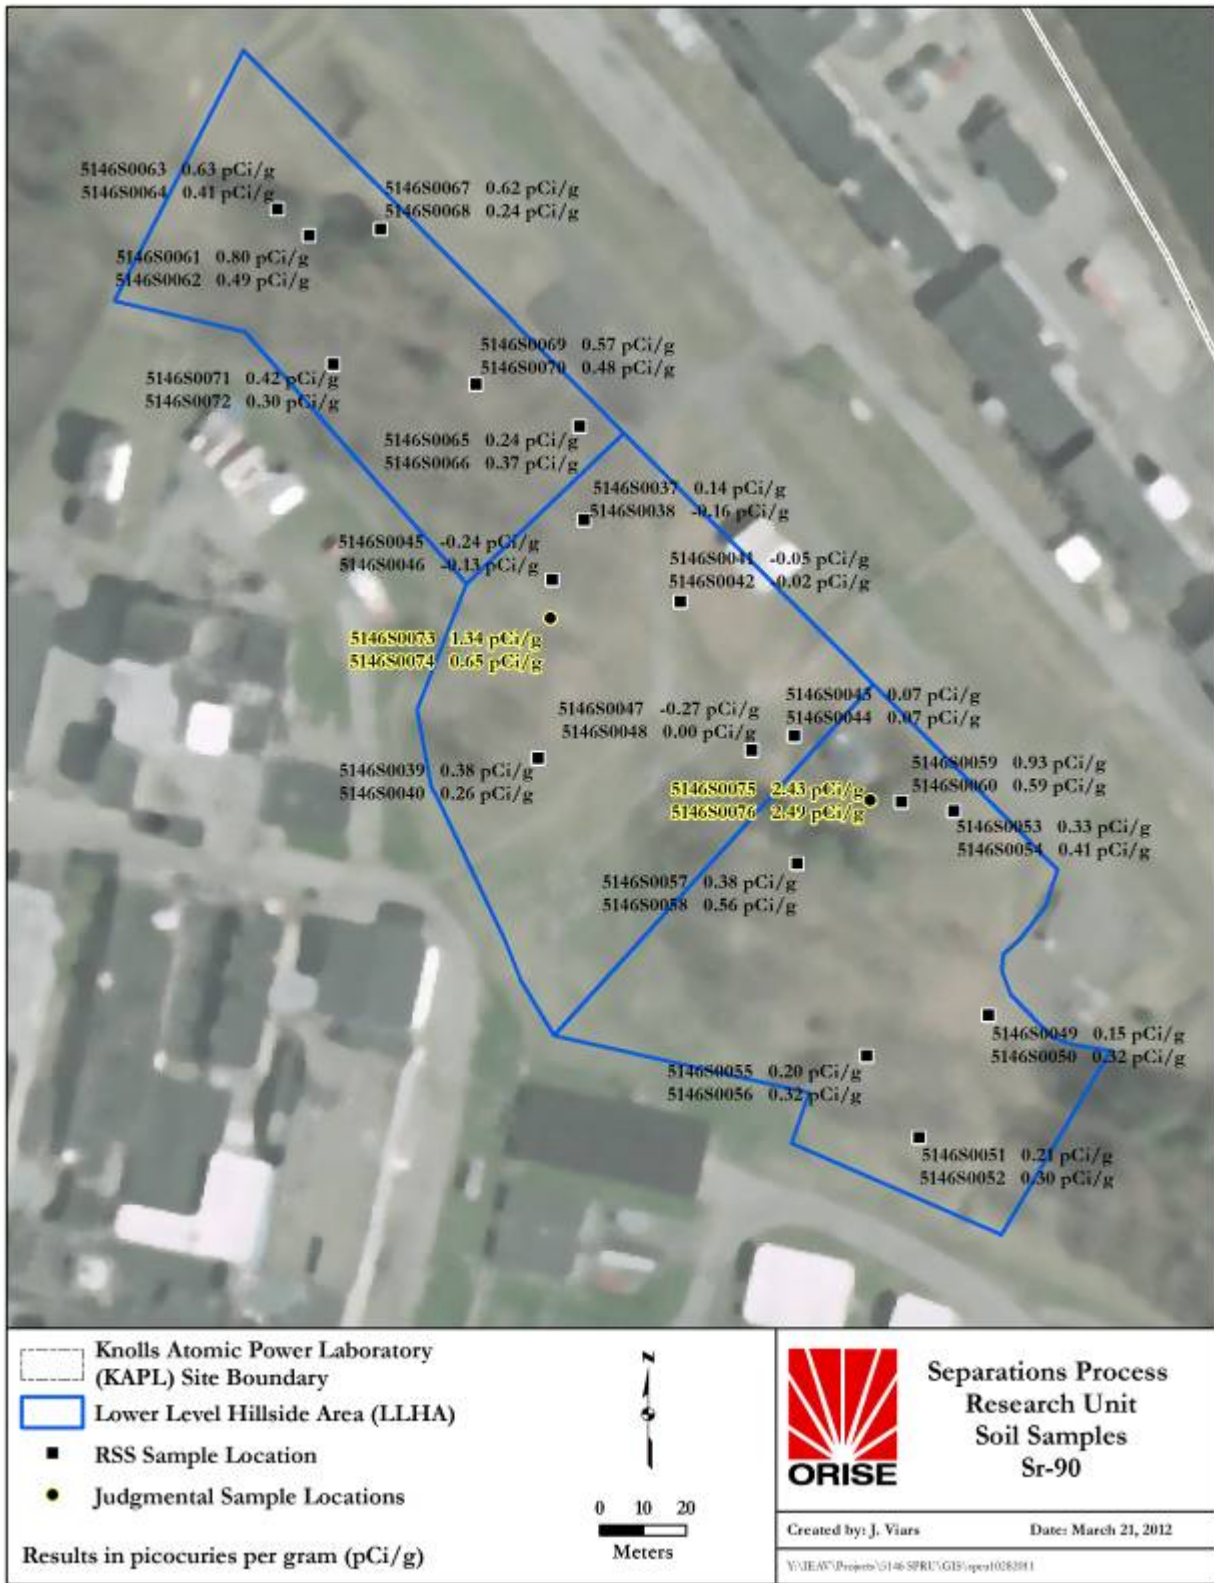 5146S0063 0.63 pCi/g
5146S0064 0.41 pCi/g
5146S0067 0.62 pCi/g
5146S0068 0.24 pCi/g
5146S0061 0.80 pCi/g
5146S0062 0.49 pCi/g
5146S0069 0.57 pCi/g
5146S0070 0.48 pCi/g
5146S0071 0.42 pCi/g
5146S0072 0.30 pCi/g
5146S0065 0.24 pCi/g
5146S0066 0.37 pCi/g
5146S0037 0.14 pCi/g
5146S0038 -0.16 pCi/g
5146S0045 -0.24 pCi/g
5146S0046 -0.13 pCi/g
5146S0041 -0.05 pCi/g
5146S0042 -0.02 pCi/g
5146S0073 1.34 pCi/g
5146S0074 0.65 pCi/g
5146S0043 0.07 pCi/g
5146S0044 0.07 pCi/g
5146S0047 -0.27 pCi/g
5146S0048 0.00 pCi/g
5146S0039 0.38 pCi/g
5146S0040 0.26 pCi/g
5146S0059 0.93 pCi/g
5146S0060 0.59 pCi/g
5146S0075 2.43 pCi/g
5146S0076 2.49 pCi/g
5146S0053 0.33 pCi/g
5146S0054 0.41 pCi/g
5146S0057 0.38 pCi/g
5146S0058 0.56 pCi/g
5146S0049 0.15 pCi/g
5146S0050 0.32 pCi/g
5146S0055 0.20 pCi/g
5146S0056 0.32 pCi/g
5146S0051 0.21 pCi/g
5146S0052 0.30 pCi/g
Knolls Atomic Power Laboratory
(KAPL) Site Boundary
Lower Level Hillside Area (LLHA)
RSS Sample Location
Judgmental Sample Locations
Results in picocuries per gram (pCi/g)
N
0 10 20
Meters
ORISE
Separations Process
Research Unit
Soil Samples
Sr-90
Created by: J. Viars Date: March 21, 2012